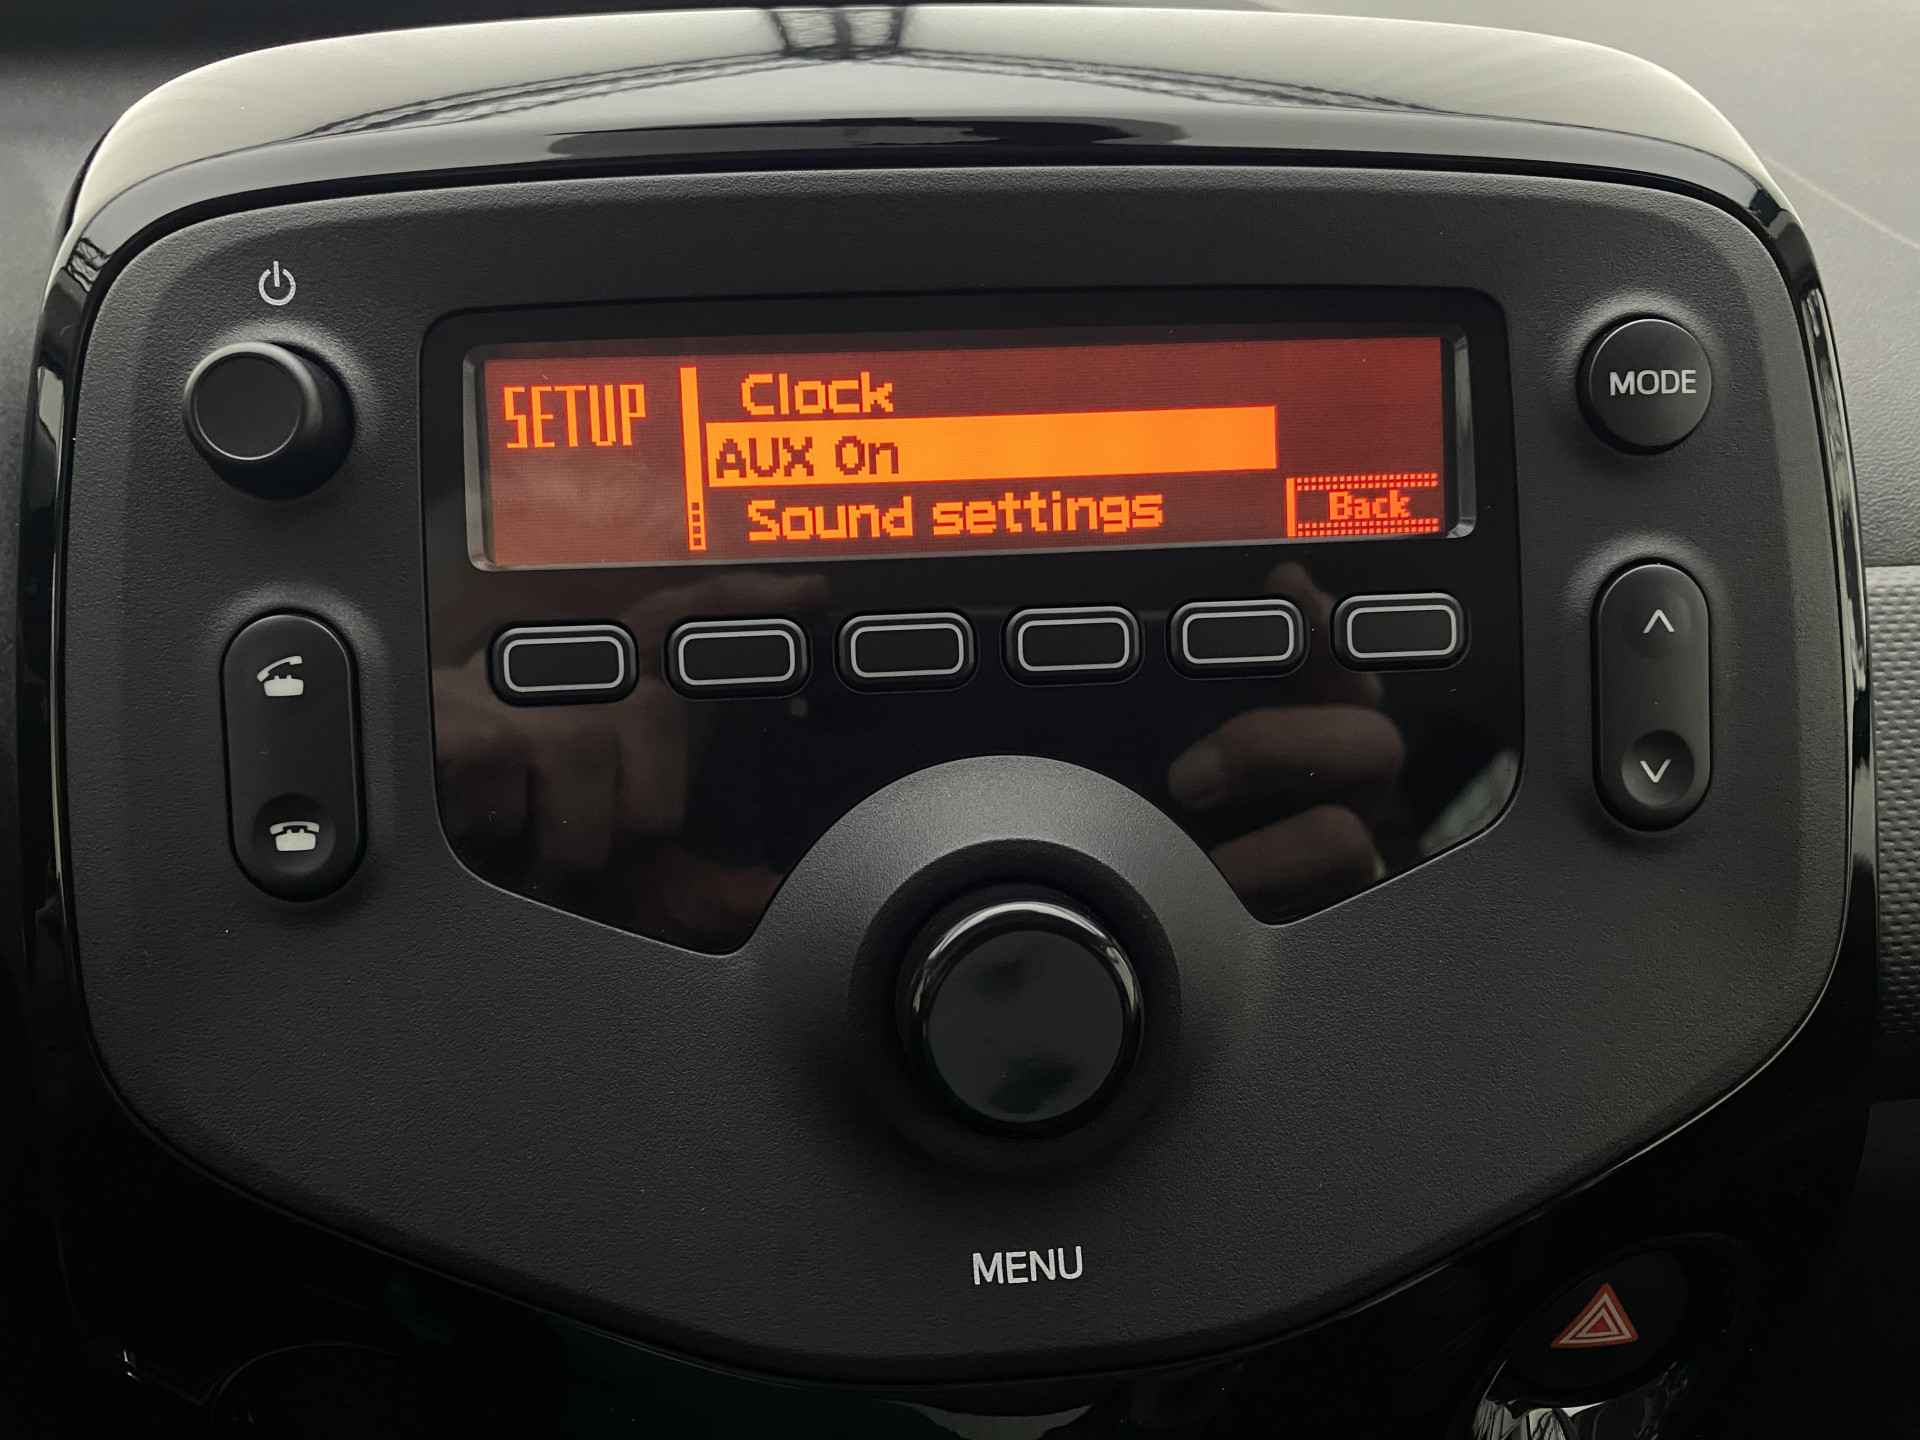 SETUP
Clock
AUX On
Sound settings
Back
MODE
MENU